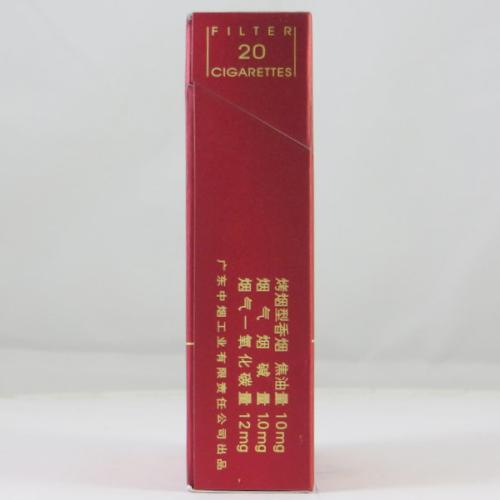 FILTER
20
CIGARETTES
烤烟型香烟 焦油量 10mg
烟气烟碱量 1.0mg
烟气一氧化碳量 12mg
广东中烟工业有限责任公司出品